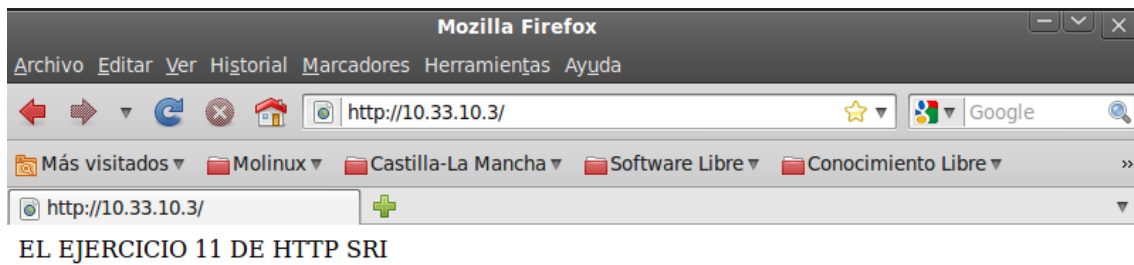 Mozilla Firefox
Archivo Editar Ver Historial Marcadores Herramientas Ayuda
http://10.33.10.3/ Google
Más visitados Molinux Castilla-La Mancha Software Libre Conocimiento Libre »
http://10.33.10.3/
EL EJERCICIO 11 DE HTTP SRI